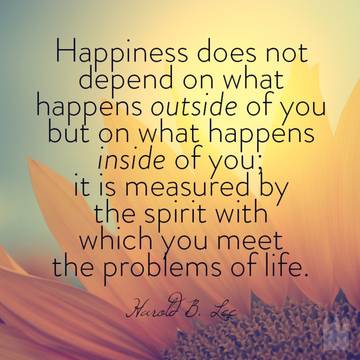 Happiness does not
depend on what
happens outside of you
but on what happens
inside of you;
it is measured by
the spirit with
which you meet
the problems of life.
Harold B. Lee